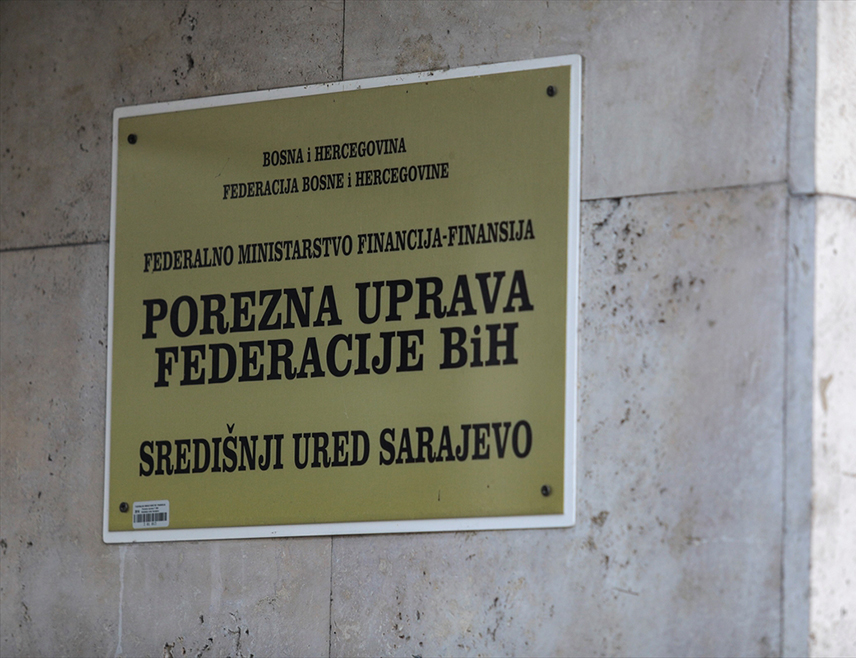 BOSNA i HERCEGOVINA
FEDERACIJA BOSNE i HERCEGOVINE
FEDERALNO MINISTARSTVO FINANCIJA-FINANSIJA
POREZNA UPRAVA
FEDERACIJE BiH
SREDIŠNJI URED SARAJEVO